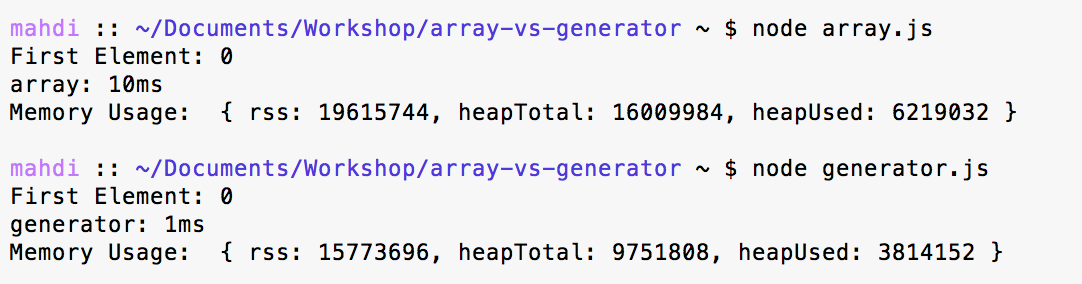 mahdi :: ~/Documents/Workshop/array-vs-generator ~ $ node array.js
First Element: 0
array: 10ms
Memory Usage:  { rss: 19615744, heapTotal: 16009984, heapUsed: 6219032 }
mahdi :: ~/Documents/Workshop/array-vs-generator ~ $ node generator.js
First Element: 0
generator: 1ms
Memory Usage:  { rss: 15773696, heapTotal: 9751808, heapUsed: 3814152 }